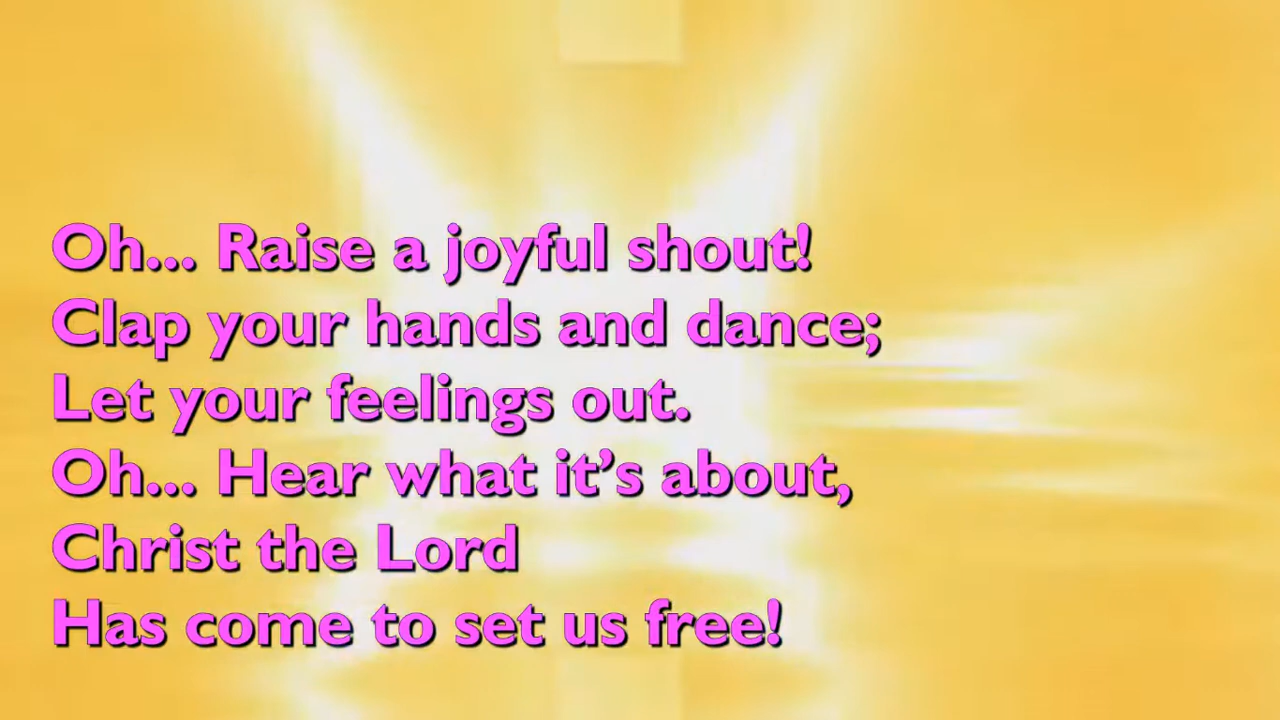 Oh... Raise a joyful shout!
Clap your hands and dance;
Let your feelings out.
Oh... Hear what it’s about,
Christ the Lord
Has come to set us free!